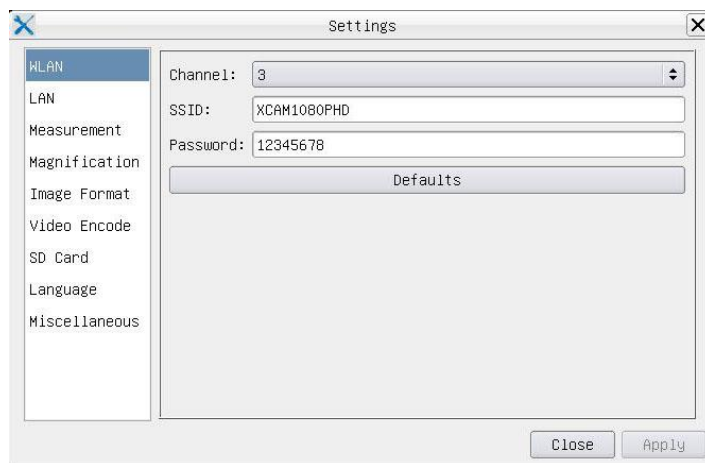 Settings
WLAN
LAN
Measurement
Magnification
Image Format
Video Encode
SD Card
Language
Miscellaneous
Channel: 3
SSID: XCAM1080PHD
Password: 12345678
Defaults
Close Apply